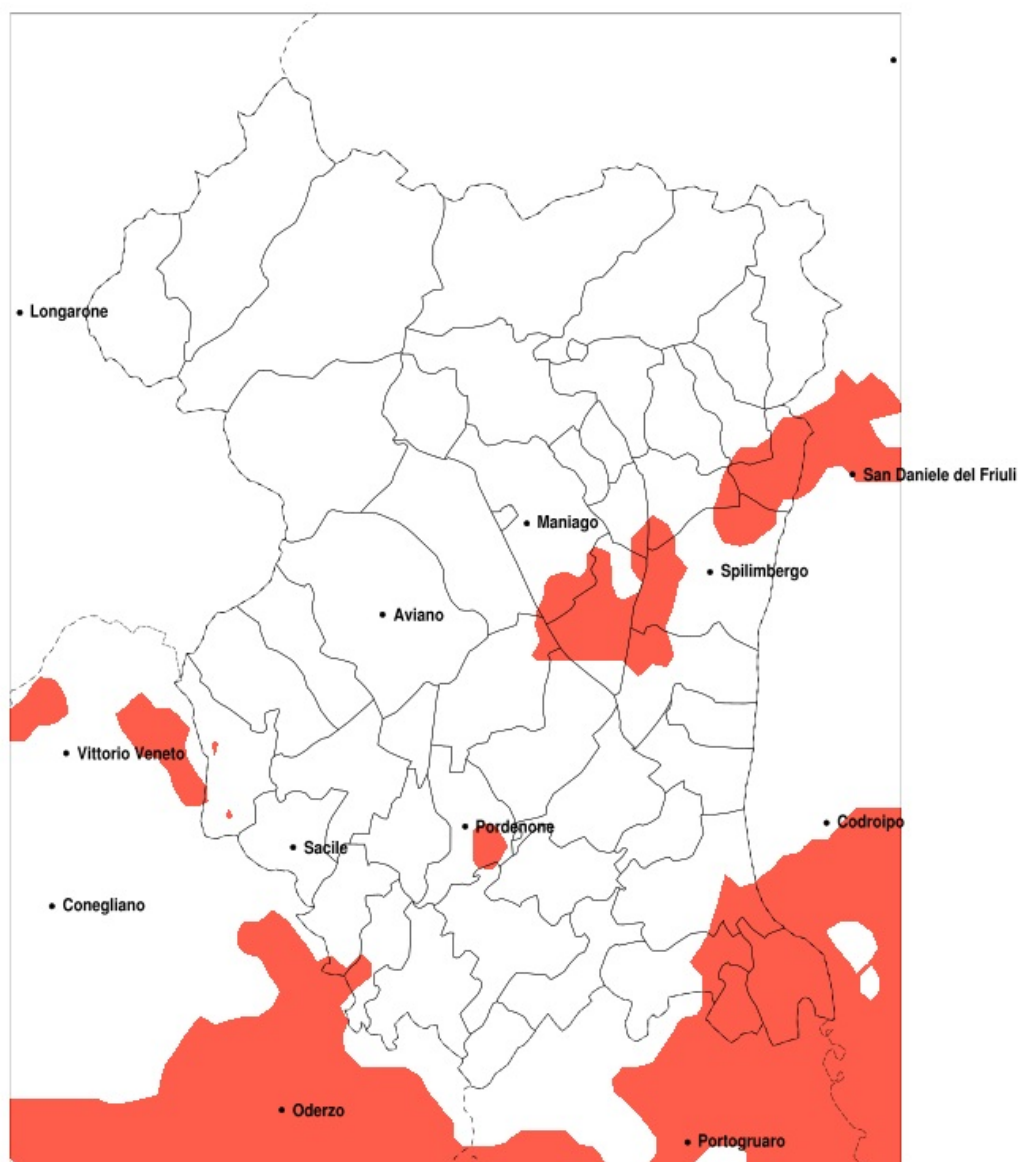 Longarone
San Daniele del Friuli
Maniago
Spilimbergo
Aviano
Vittorio Veneto
Codroipo
Pordenone
Sacile
Conegliano
Oderzo
Portogruaro